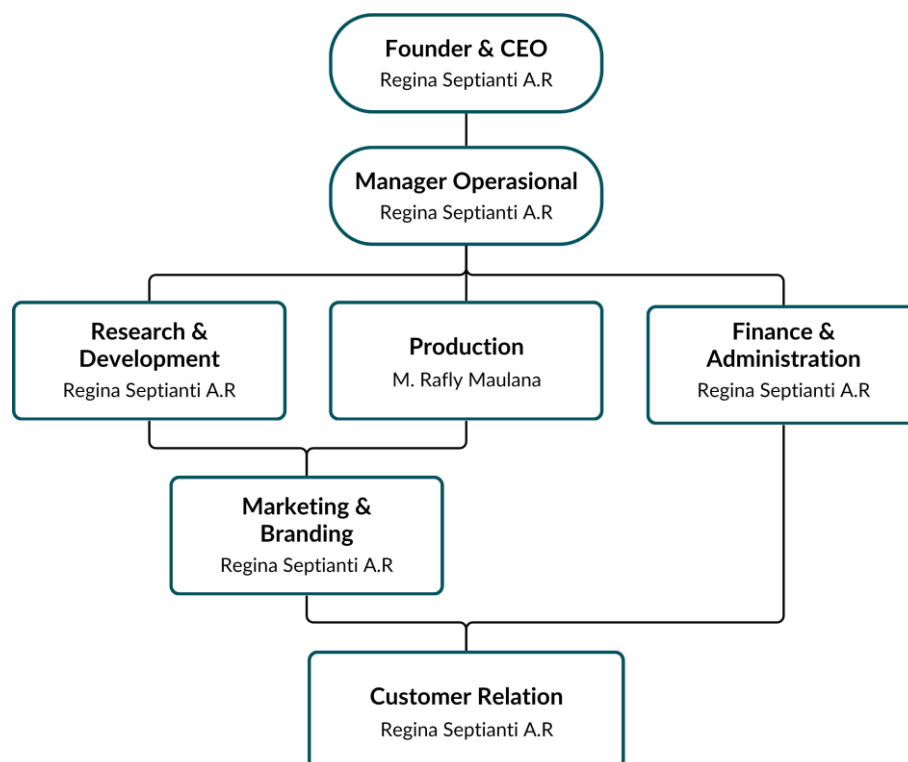 Founder & CEO
Regina Septianti A.R
Manager Operasional
Regina Septianti A.R
Research &
Development
Regina Septianti A.R
Production
M. Rafly Maulana
Finance &
Administration
Regina Septianti A.R
Marketing &
Branding
Regina Septianti A.R
Customer Relation
Regina Septianti A.R